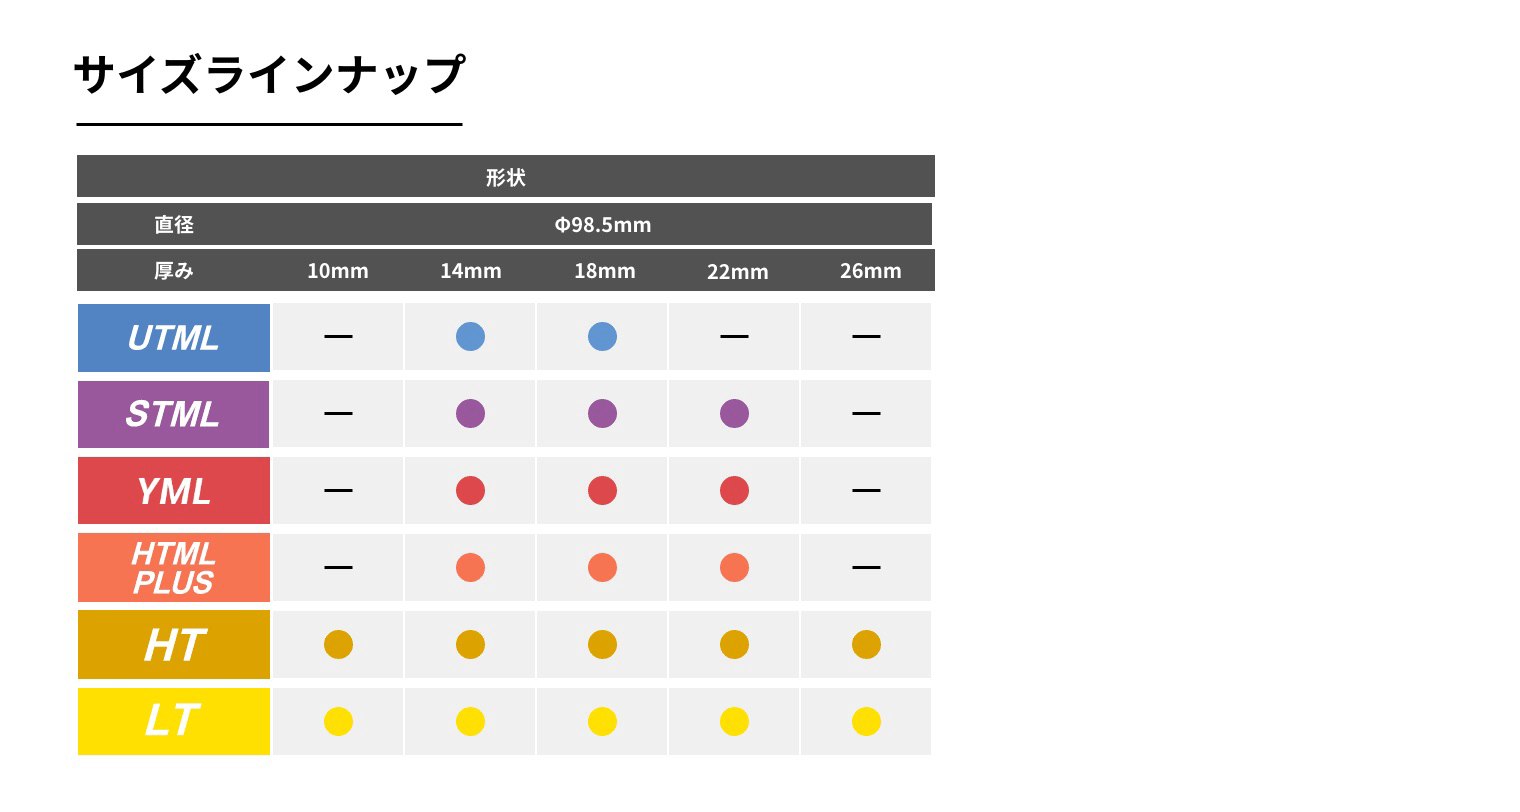 サイズラインナップ
形状
直径 Φ98.5mm
厚み 10mm 14mm 18mm 22mm 26mm
UTML — ● ● — —
STML — ● ● ● —
YML — ● ● ● —
HTML
PLUS — ● ● ● —
HT ● ● ● ● ●
LT ● ● ● ● ●